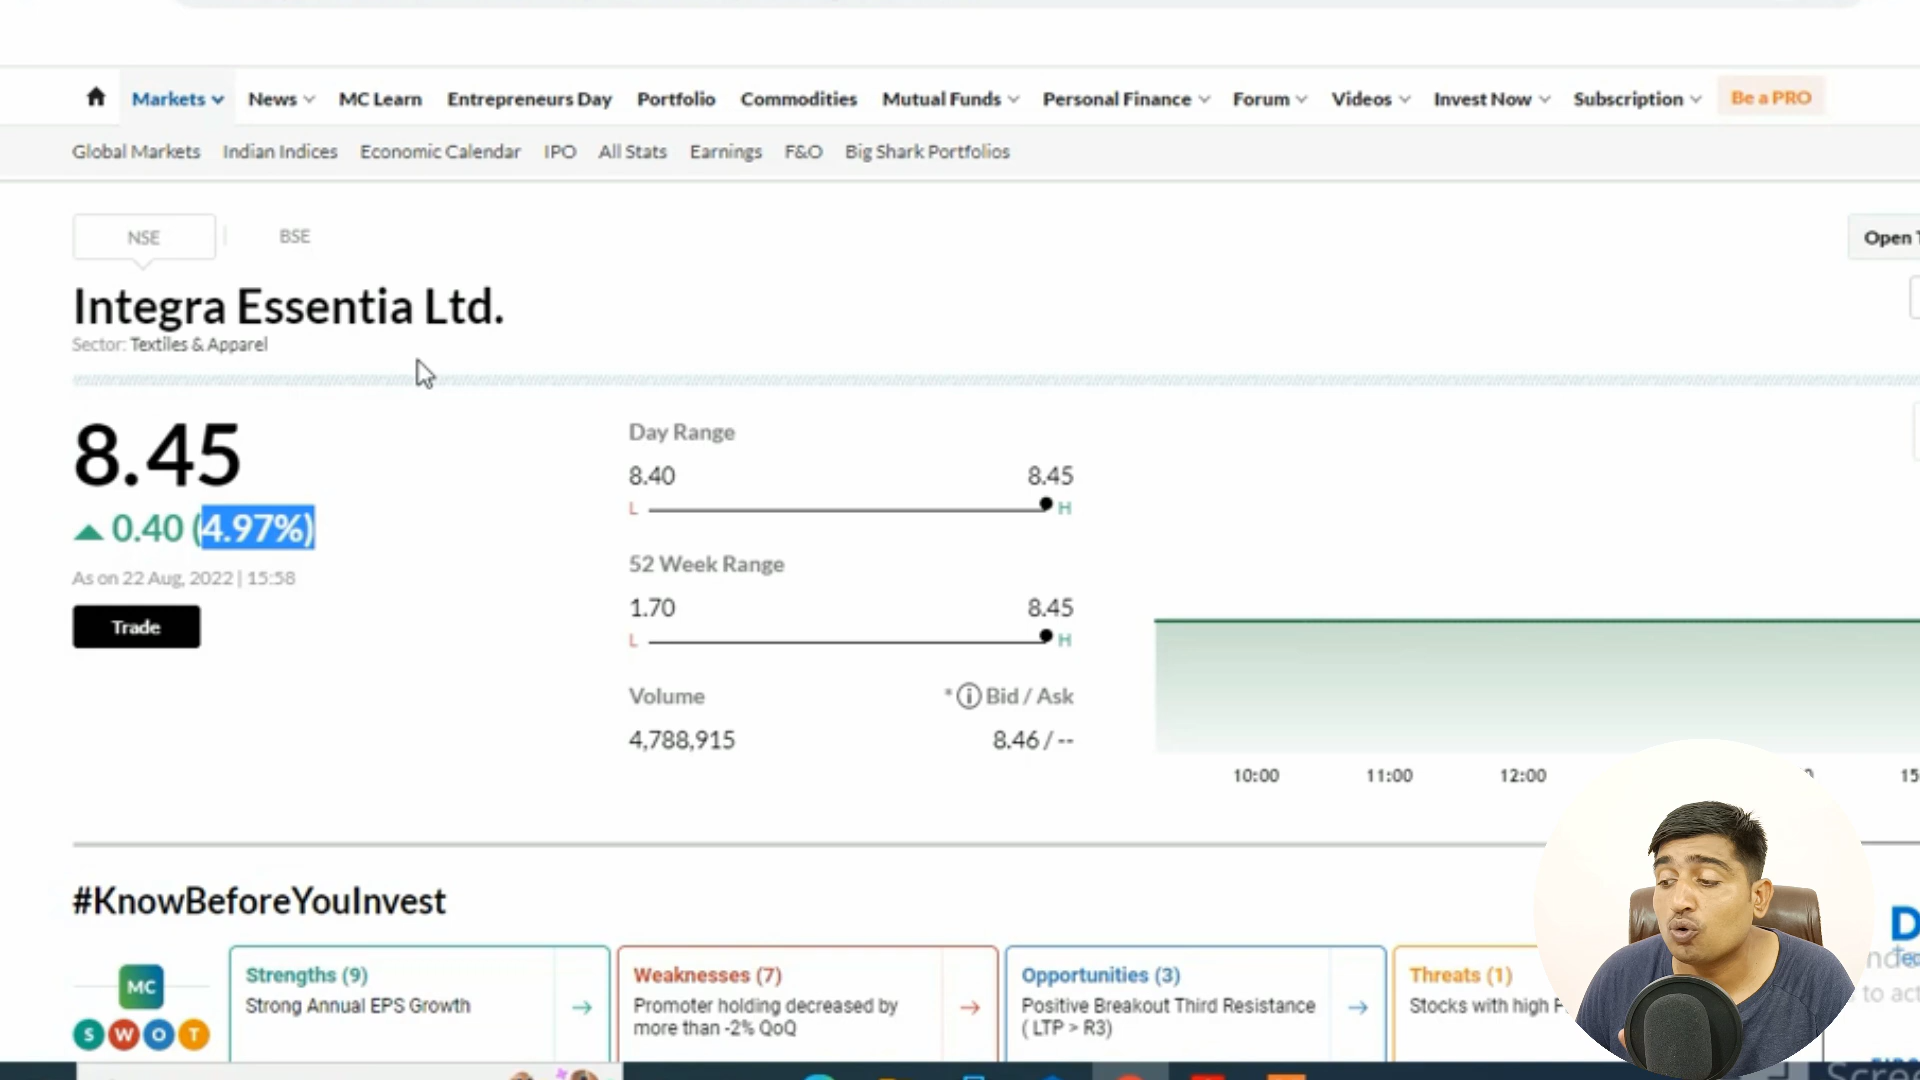 Markets News MC Learn Entrepreneurs Day Portfolio Commodities Mutual Funds Personal Finance Forum Videos Invest Now Subscription Be a PRO
Global Markets Indian Indices Economic Calendar IPO All Stats Earnings F&O Big Shark Portfolios
NSE BSE
Open
Integra Essentia Ltd.
Sector: Textiles & Apparel
8.45
0.40 (4.97%)
As on 22 Aug, 2022 | 15:58
Trade
Day Range
8.40 8.45
L H
52 Week Range
1.70 8.45
L H
Volume * i Bid / Ask
4,788,915 8.46 / --
10:00 11:00 12:00 15
#KnowBeforeYouInvest
MC
S W O T
Strengths (9)
Strong Annual EPS Growth
Weaknesses (7)
Promoter holding decreased by
more than -2% QoQ
Opportunities (3)
Positive Breakout Third Resistance
( LTP > R3)
Threats (1)
Stocks with high
to